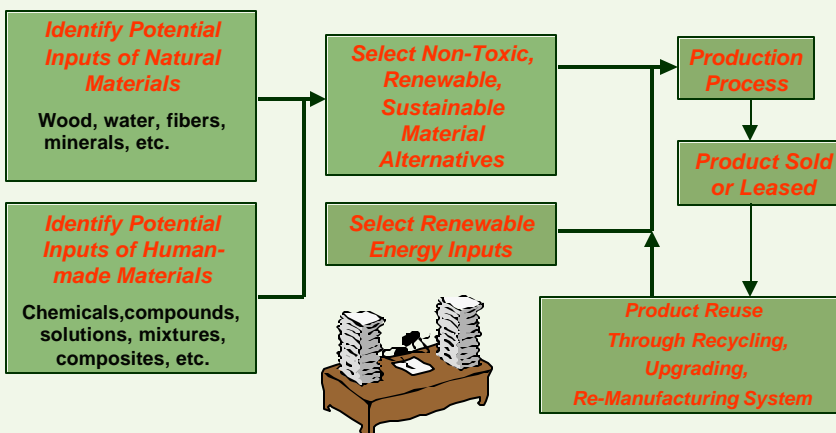 Identify Potential
Inputs of Natural
Materials
Wood, water, fibers,
minerals, etc.
Identify Potential
Inputs of Human-
made Materials
Chemicals,compounds,
solutions, mixtures,
composites, etc.
Select Non-Toxic,
Renewable,
Sustainable
Material
Alternatives
Select Renewable
Energy Inputs
Production
Process
Product Sold
or Leased
Product Reuse
Through Recycling,
Upgrading,
Re-Manufacturing System